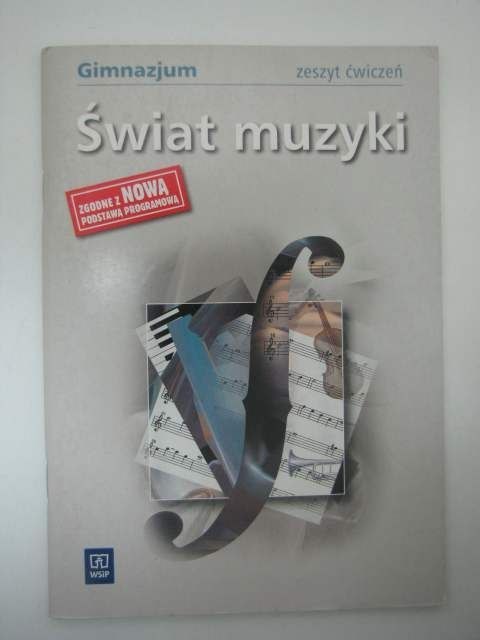 Gimnazjum
zeszyt ćwiczeń
Świat muzyki
ZGODNE Z NOWĄ
PODSTAWĄ PROGRAMOWĄ
WSiP